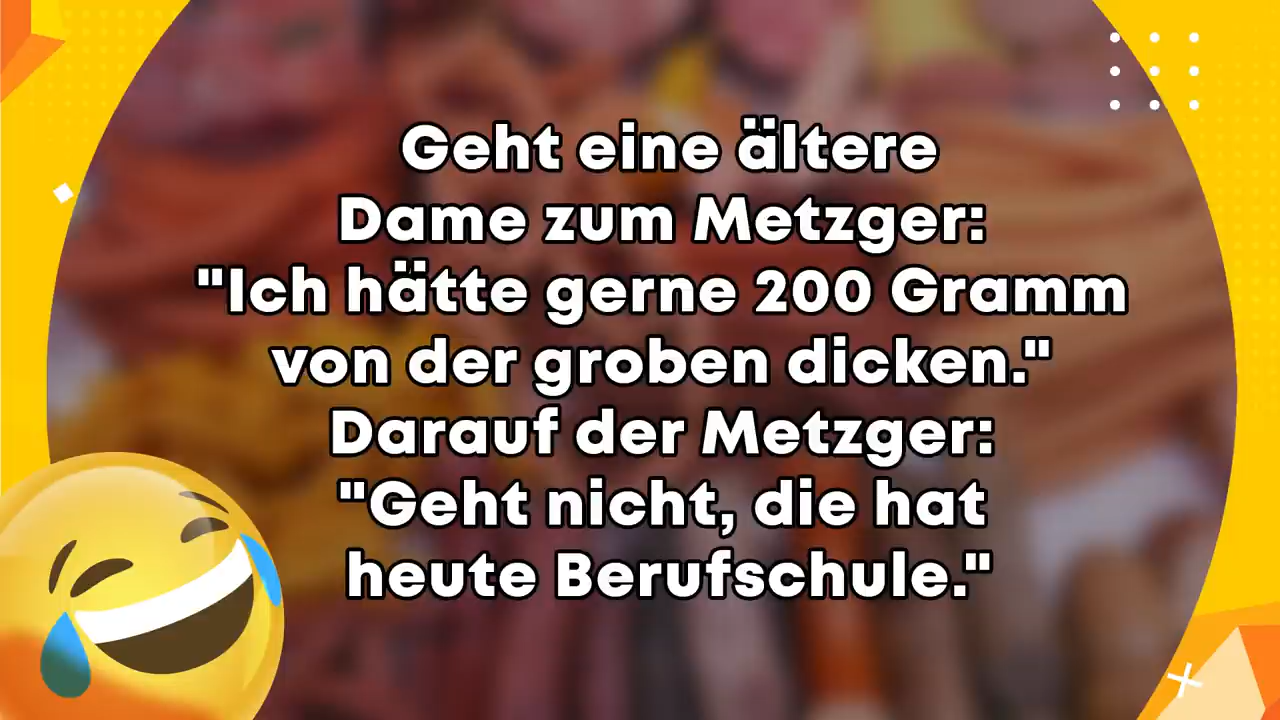 Geht eine ältere
Dame zum Metzger:
"Ich hätte gerne 200 Gramm
von der groben dicken."
Darauf der Metzger:
"Geht nicht, die hat
heute Berufschule."